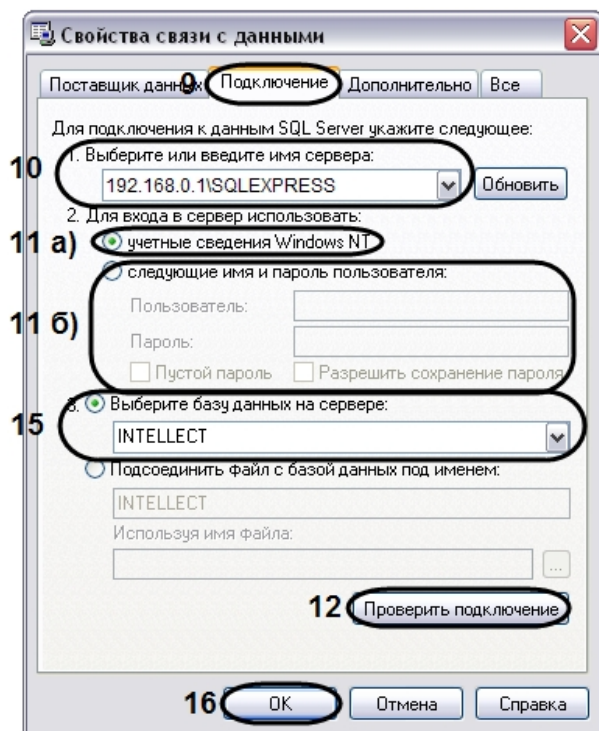 Свойства связи с данными
Поставщик данных 9 Подключение Дополнительно Все
Для подключения к данным SQL Server укажите следующее:
10 1. Выберите или введите имя сервера:
192.168.0.1\SQLEXPRESS Обновить
2. Для входа в сервер использовать:
11 а) учетные сведения Windows NT
следующие имя и пароль пользователя:
Пользователь:
11 б) Пароль:
Пустой пароль Разрешить сохранение пароля
3. Выберите базу данных на сервере:
15 INTELLECT
Подсоединить файл с базой данных под именем:
INTELLECT
Используя имя файла:
...
12 Проверить подключение
16 OK Отмена Справка